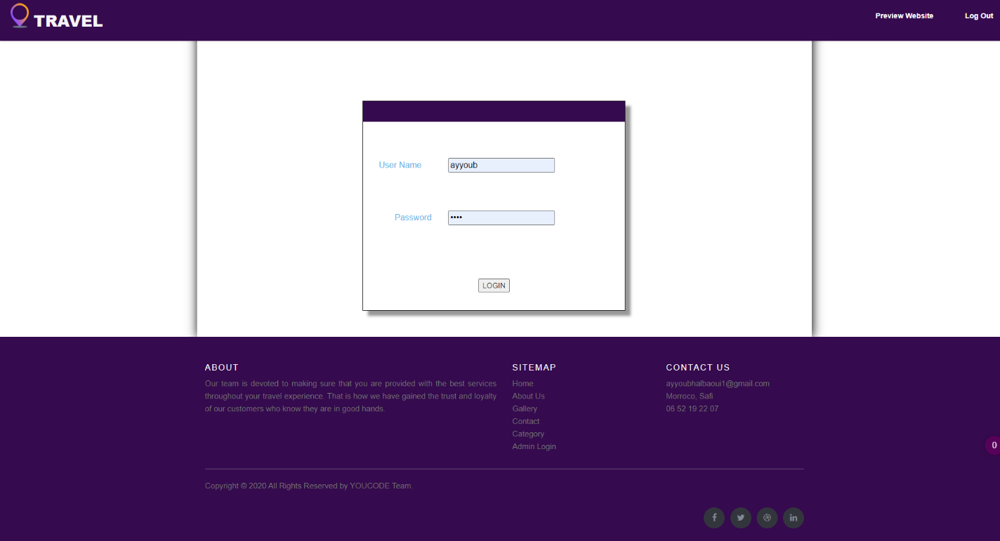 TRAVEL
Preview Website
Log Out
User Name
ayyoub
Password
••••
LOGIN
ABOUT
Our team is devoted to making sure that you are provided with the best services
throughout your travel experience. That is how we have gained the trust and loyalty
of our customers who know they are in good hands.
SITEMAP
Home
About Us
Gallery
Contact
Category
Admin Login
CONTACT US
ayyoubhalbaoui1@gmail.com
Morroco, Safi
06 52 19 22 07
0
Copyright © 2020 All Rights Reserved by YOUCODE Team.